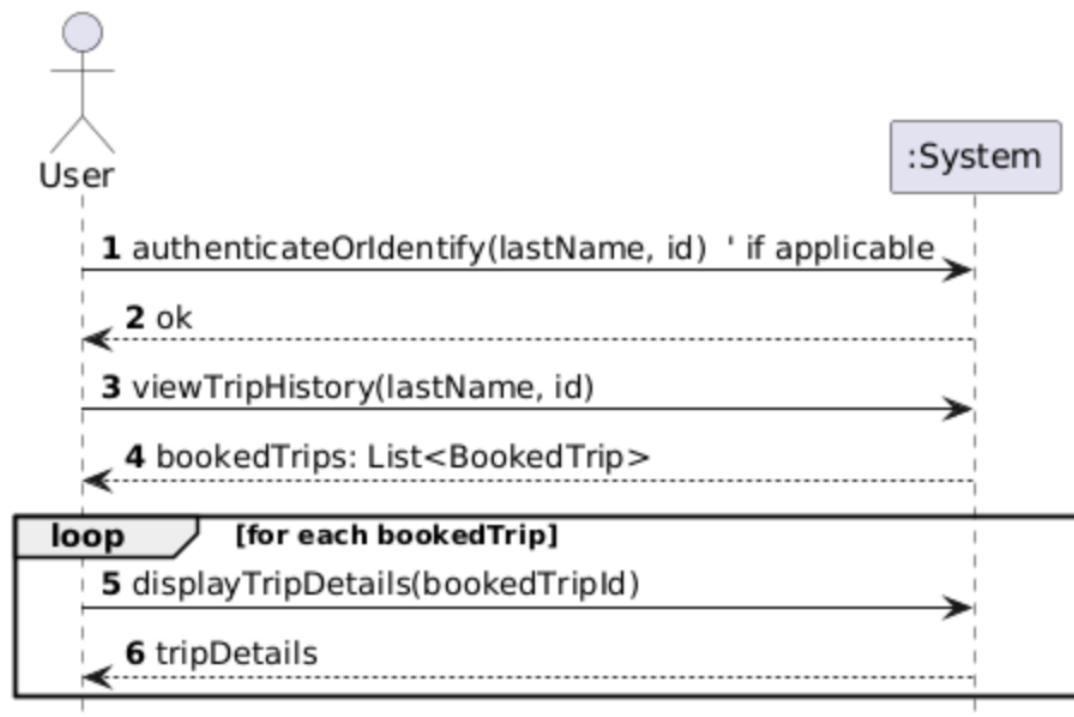 User
:System
1 authenticateOrIdentify(lastName, id)  ' if applicable
2 ok
3 viewTripHistory(lastName, id)
4 bookedTrips: List<BookedTrip>
loop [for each bookedTrip]
5 displayTripDetails(bookedTripId)
6 tripDetails